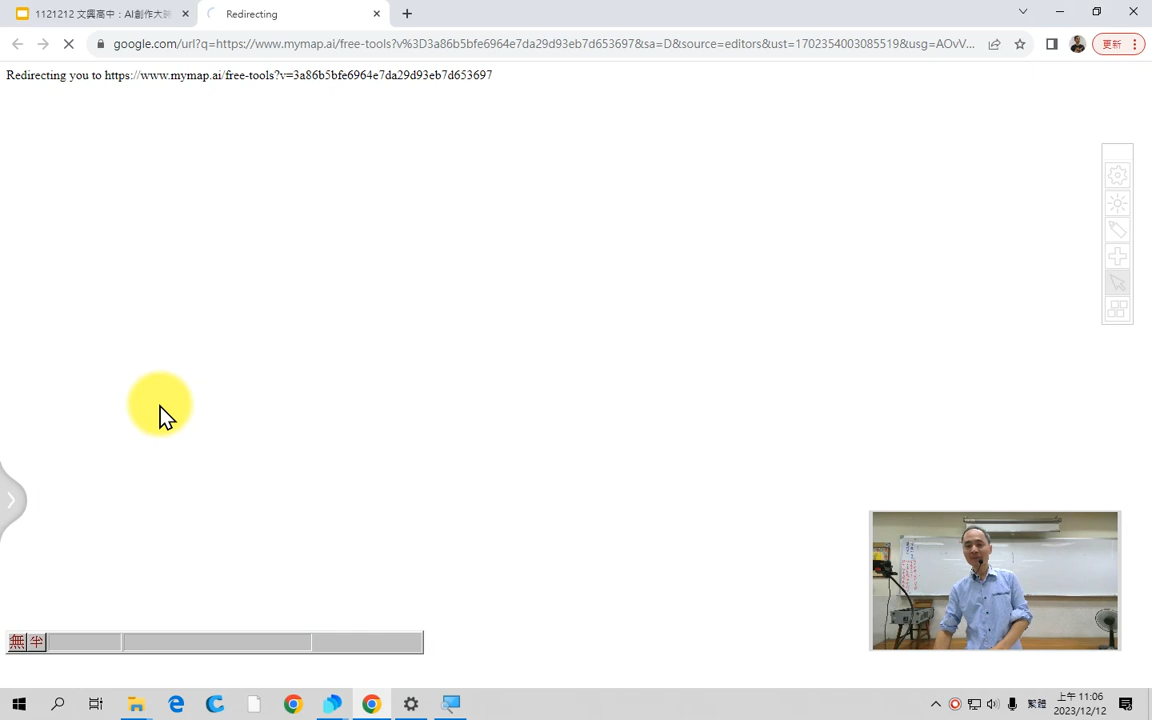 1121212 文興高中：AI創作大
Redirecting
google.com/url?q=https://www.mymap.ai/free-tools?v%3D3a86b5bfe6964e7da29d93eb7d653697&sa=D&source=editors&ust=1702354003085519&usg=AOvV...
更新
Redirecting you to https://www.mymap.ai/free-tools?v=3a86b5bfe6964e7da29d93eb7d653697
無 半
繁體
上午 11:06
2023/12/12